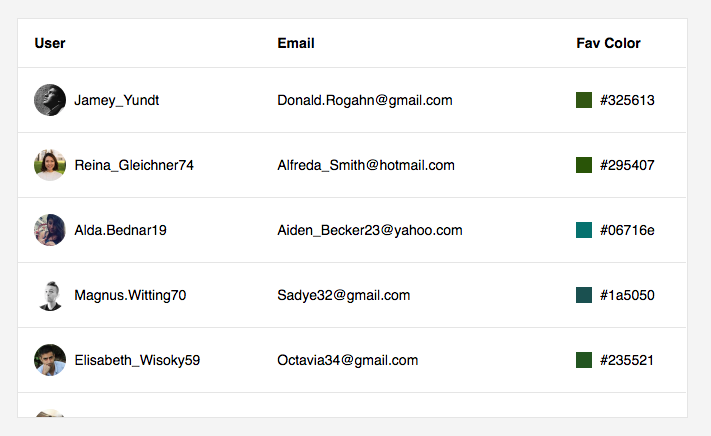 User Email Fav Color
Jamey_Yundt Donald.Rogahn@gmail.com #325613
Reina_Gleichner74 Alfreda_Smith@hotmail.com #295407
Alda.Bednar19 Aiden_Becker23@yahoo.com #06716e
Magnus.Witting70 Sadye32@gmail.com #1a5050
Elisabeth_Wisoky59 Octavia34@gmail.com #235521